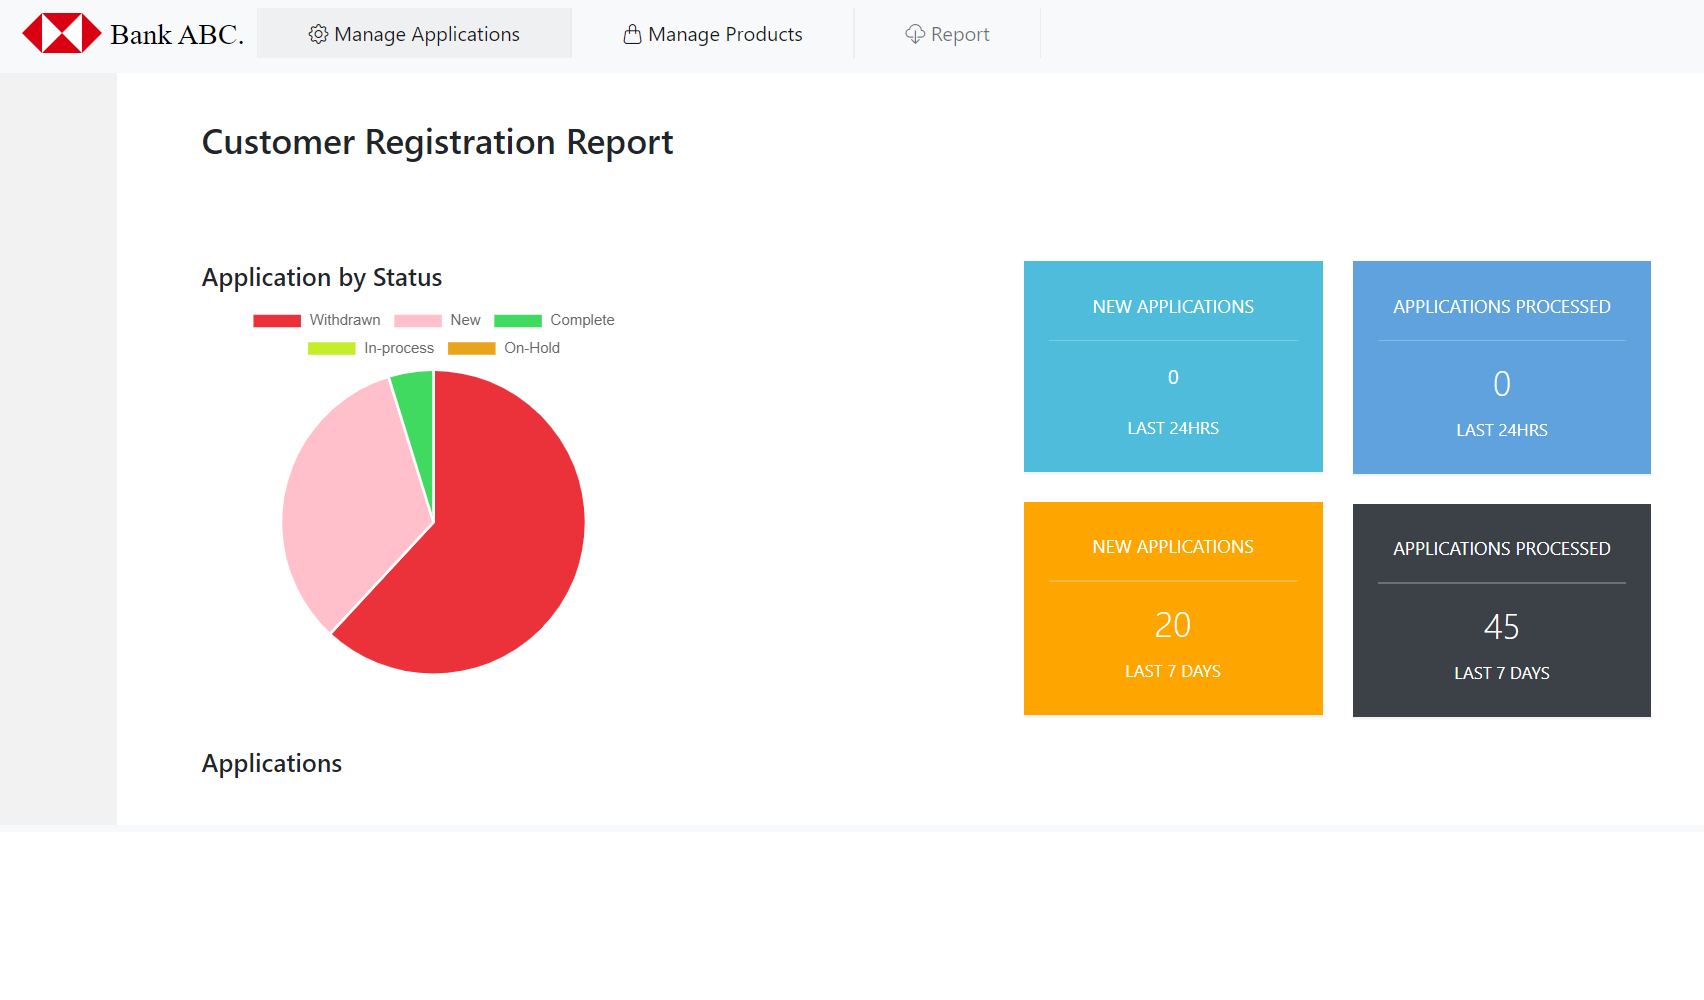 Bank ABC.
Manage Applications
Manage Products
Report
Customer Registration Report
Application by Status
Withdrawn New Complete
In-process On-Hold
NEW APPLICATIONS
0
LAST 24HRS
APPLICATIONS PROCESSED
0
LAST 24HRS
NEW APPLICATIONS
20
LAST 7 DAYS
APPLICATIONS PROCESSED
45
LAST 7 DAYS
Applications